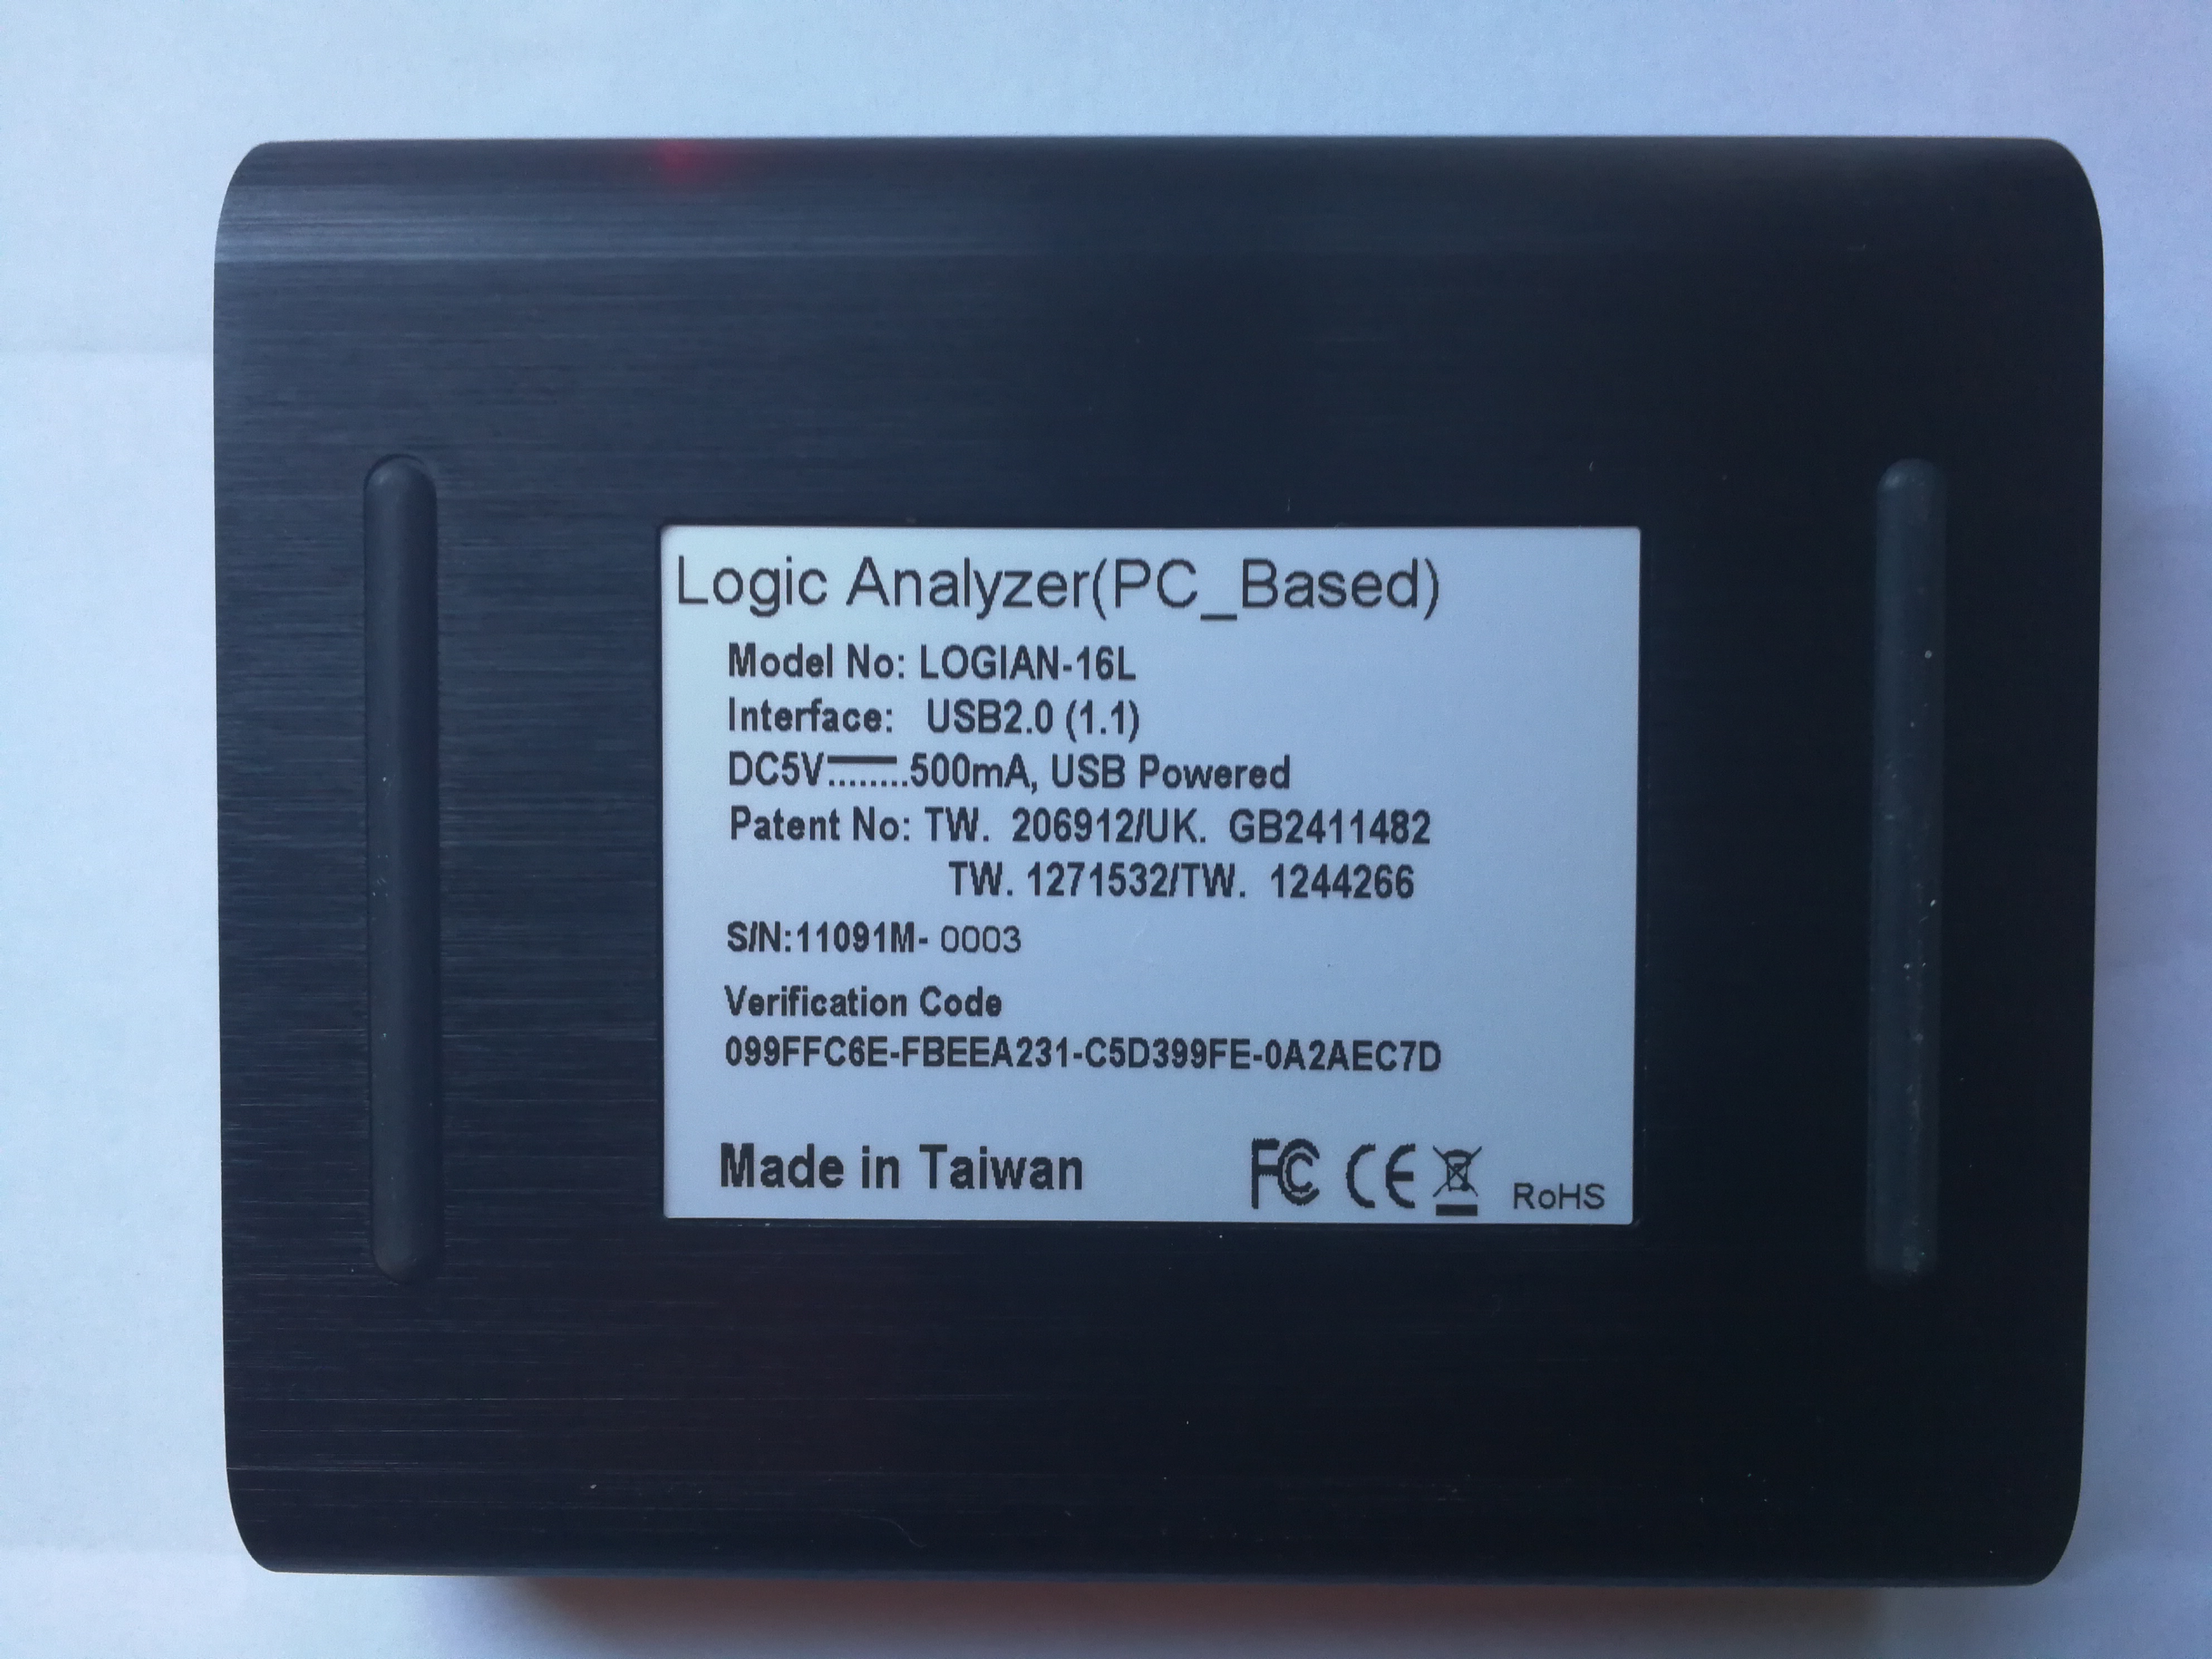 Logic Analyzer(PC_Based)
Model No: LOGIAN-16L
Interface: USB2.0 (1.1)
DC5V⎓500mA, USB Powered
Patent No: TW. 206912/UK. GB2411482
TW. 1271532/TW. 1244266
S/N:11091M- 0003
Verification Code
099FFC6E-FBEEA231-C5D399FE-0A2AEC7D
Made in Taiwan FC CE RoHS